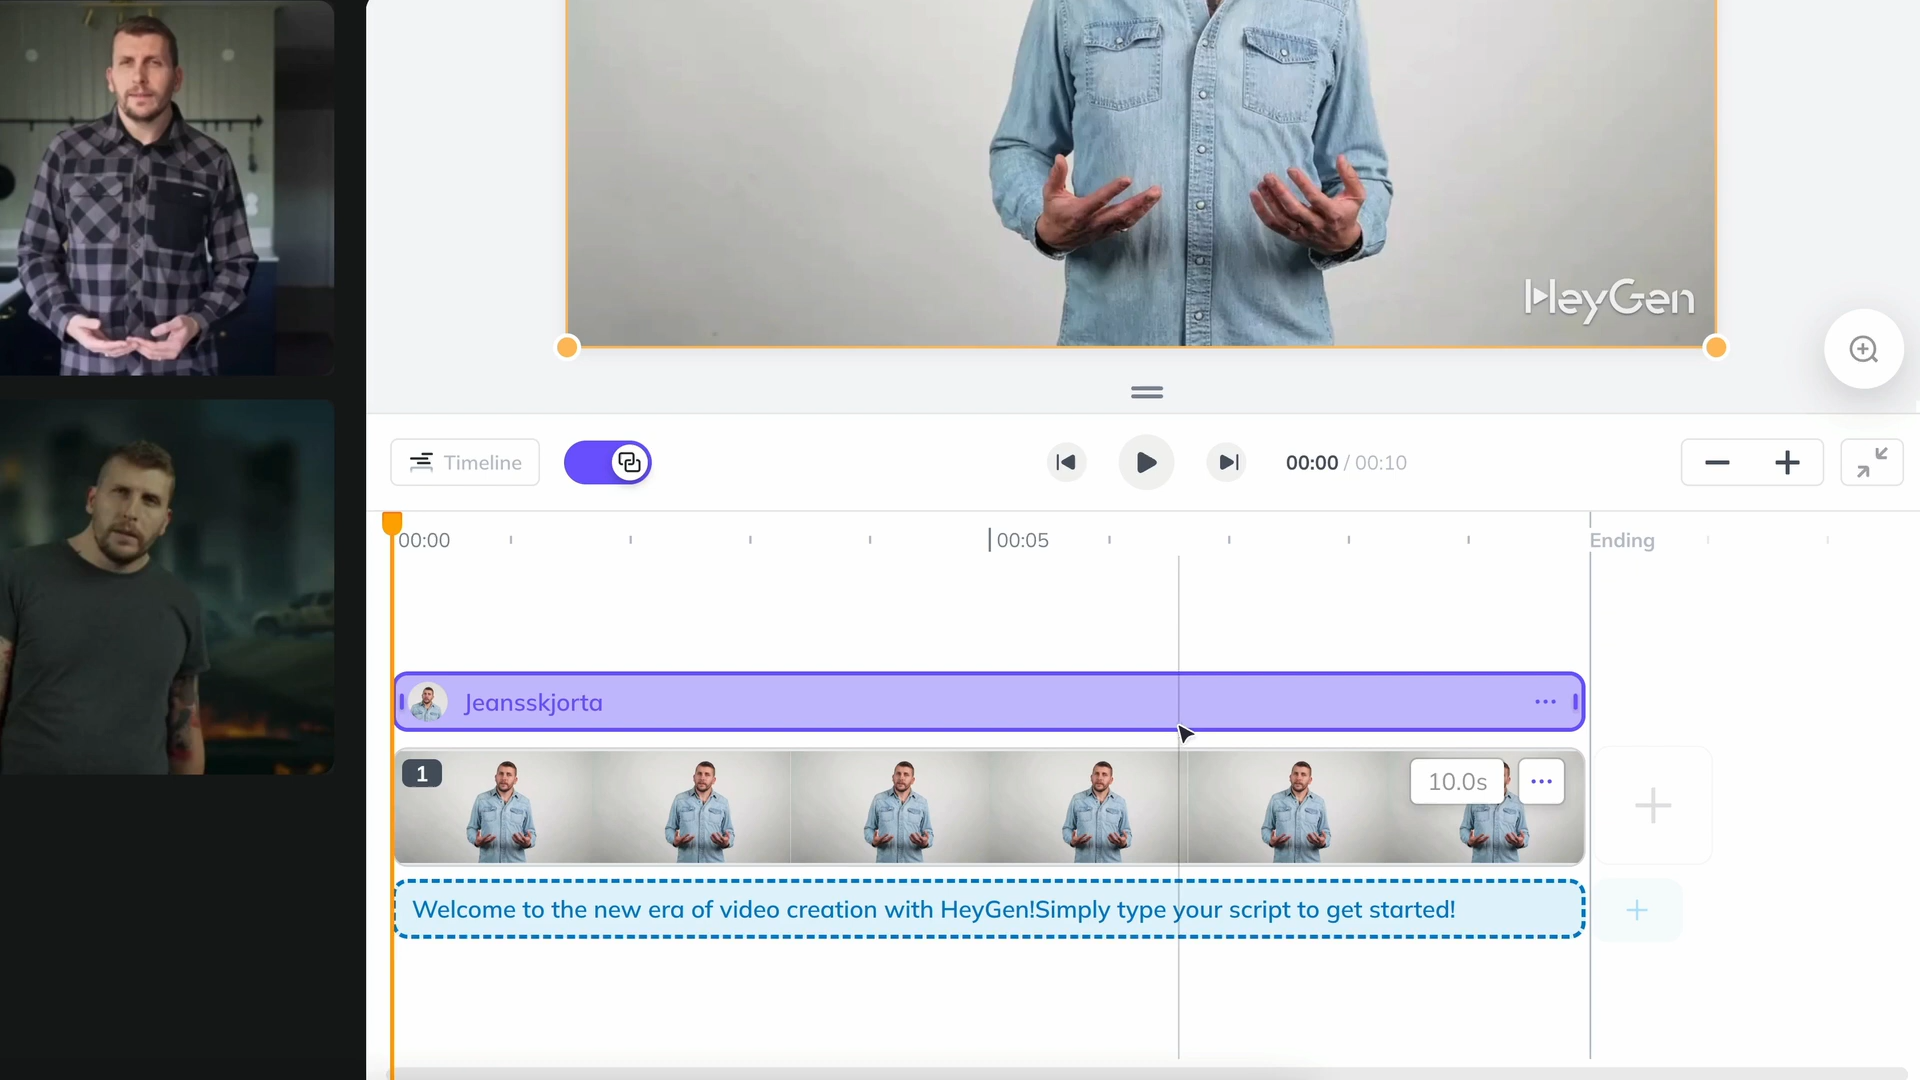 HeyGen
Timeline
00:00 / 00:10
00:00
00:05
Ending
Jeansskjorta
1
10.0s
Welcome to the new era of video creation with HeyGen!Simply type your script to get started!